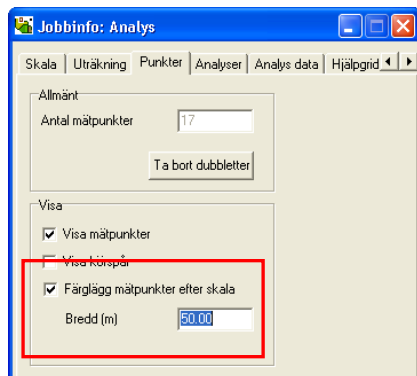 Jobbinfo: Analys
Skala Uträkning Punkter Analyser Analys data Hjälpgrid
Allmänt
Antal mätpunkter 17
Ta bort dubbletter
Visa
Visa mätpunkter
Visa körspår
Färglägg mätpunkter efter skala
Bredd (m) 50.00